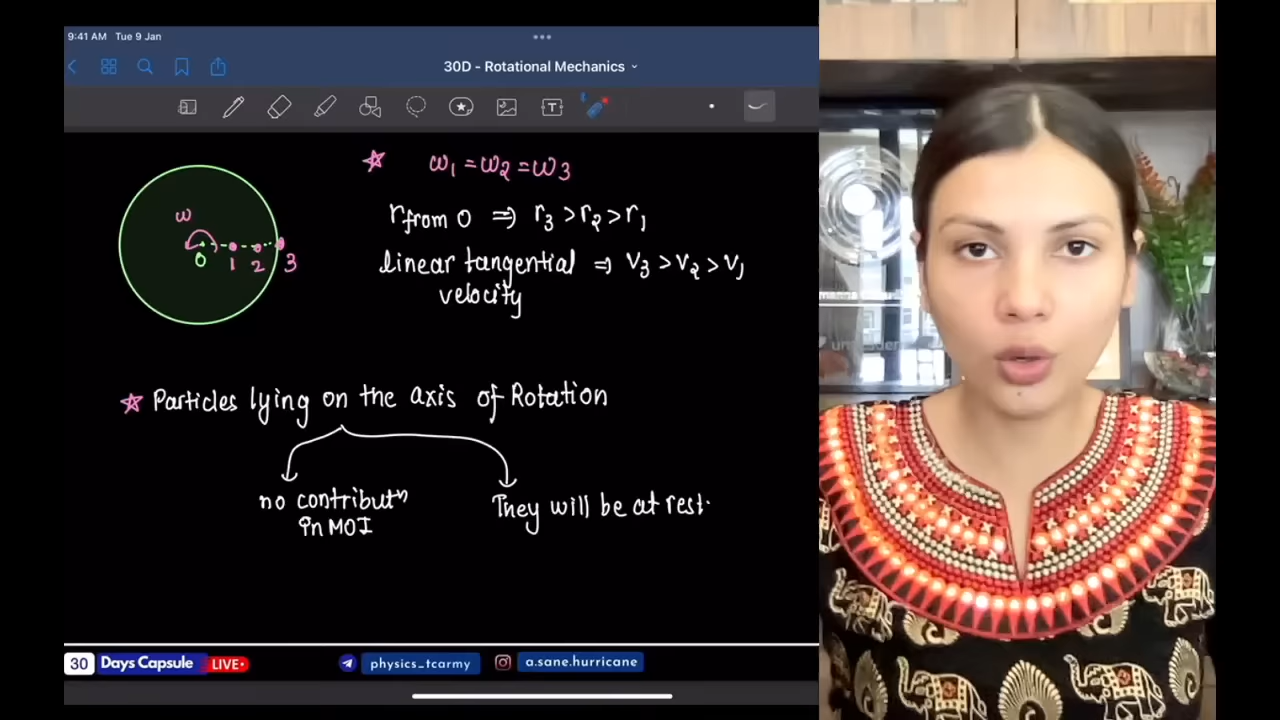 9:41 AM Tue 9 Jan
30D - Rotational Mechanics
☆ ω1 = ω2 = ω3
r from O ⇒ r3 > r2 > r1
ω
O 1 2 3
linear tangential ⇒ v3 > v2 > v1
velocity
☆ Particles lying on the axis of Rotation
no contributn
in MOI
They will be at rest.
30 Days Capsule LIVE
physics_tcarmy
a.sane.hurricane